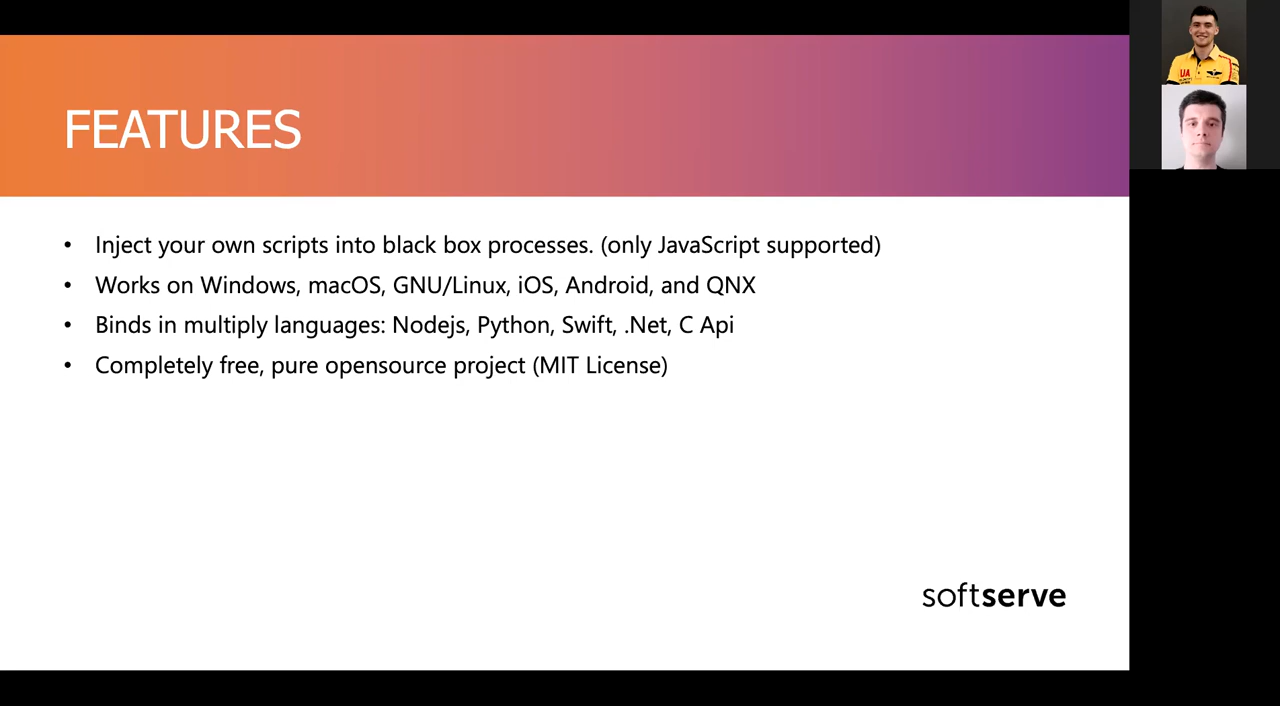 FEATURES
• Inject your own scripts into black box processes. (only JavaScript supported)
• Works on Windows, macOS, GNU/Linux, iOS, Android, and QNX
• Binds in multiply languages: Nodejs, Python, Swift, .Net, C Api
• Completely free, pure opensource project (MIT License)
softserve
UA